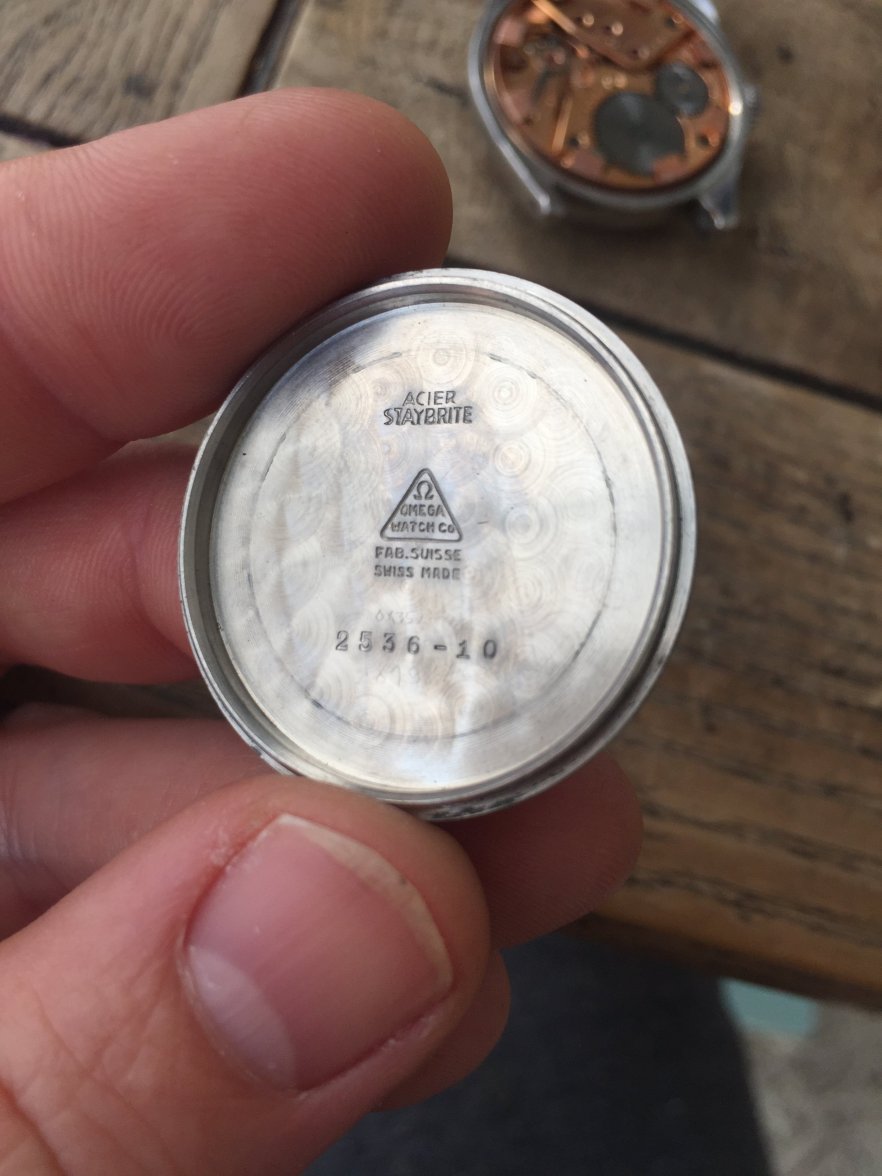 ACIER
STAYBRITE
Ω
OMEGA
WATCH Co
FAB.SUISSE
SWISS MADE
2536-10